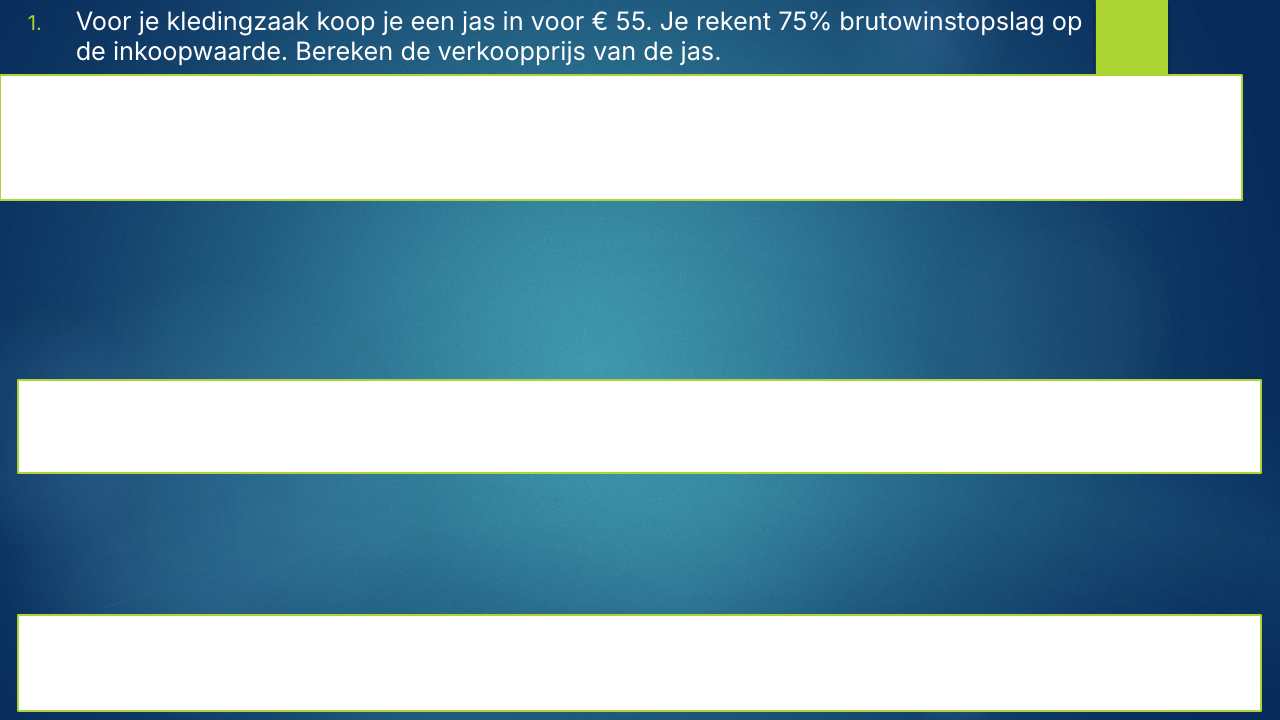 1. Voor je kledingzaak koop je een jas in voor € 55. Je rekent 75% brutowinstopslag op
de inkoopwaarde. Bereken de verkoopprijs van de jas.